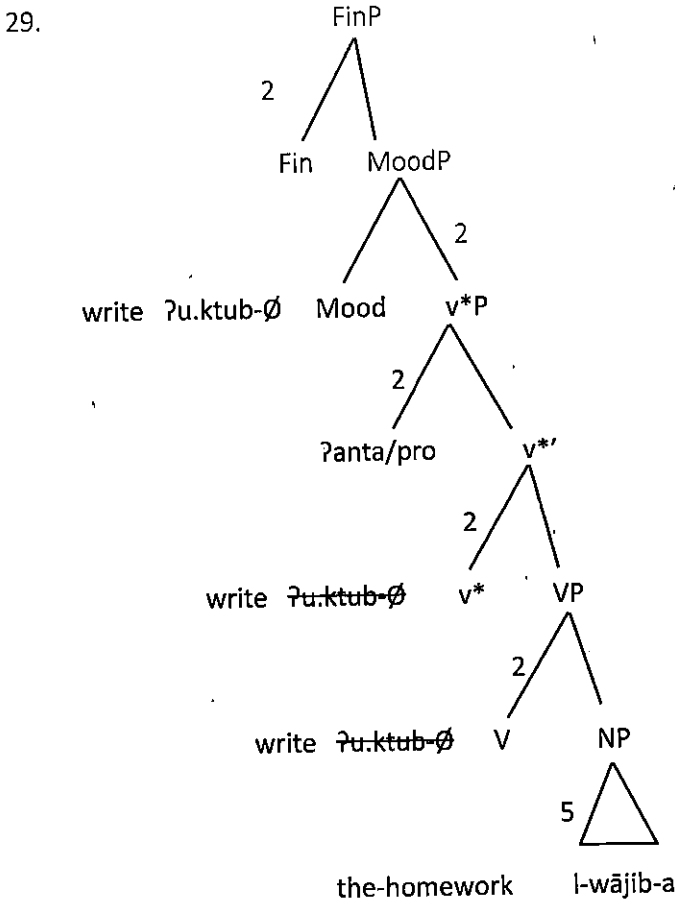 29.
FinP
2
Fin MoodP
2
write ʔu.ktub-Ø Mood v*P
2
ʔanta/pro v*′
2
write ʔu.ktub-Ø v* VP
2
write ʔu.ktub-Ø V NP
5
the-homework l-wājib-a